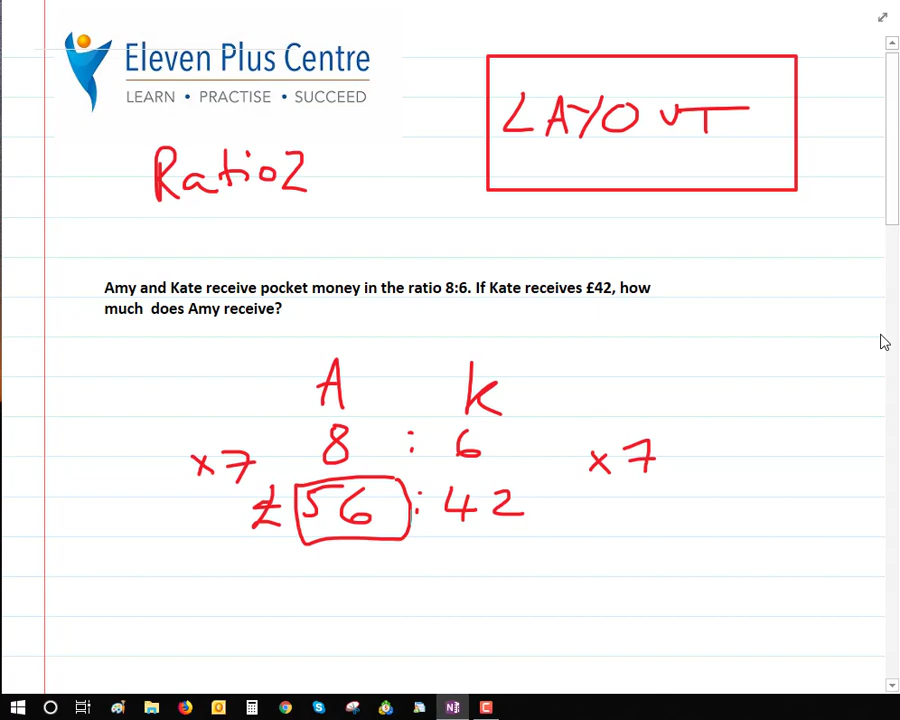 Eleven Plus Centre
LEARN • PRACTISE • SUCCEED
LAYOUT
Ratio2
Amy and Kate receive pocket money in the ratio 8:6. If Kate receives £42, how
much does Amy receive?
A K
x7 8 : 6 x7
£ 56 : 42